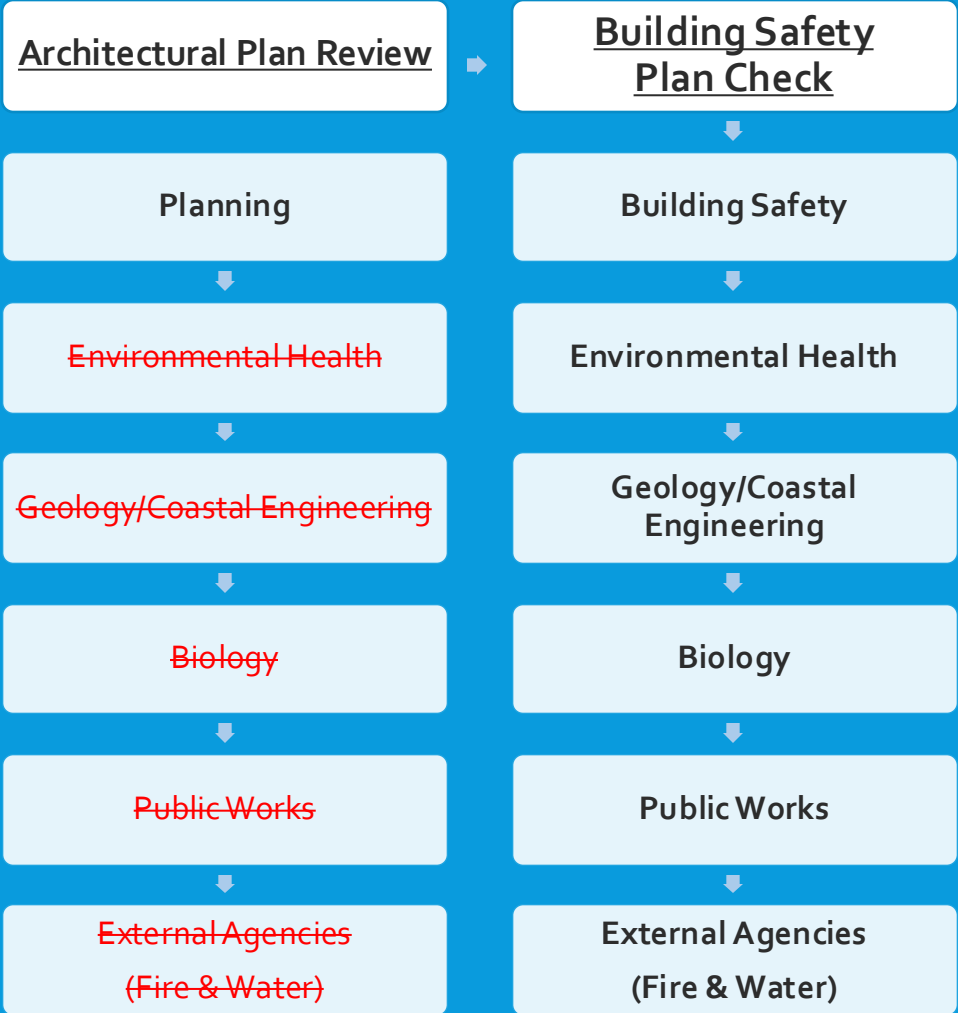 Architectural Plan Review
Planning
Environmental Health
Geology/Coastal Engineering
Biology
Public Works
External Agencies
(Fire & Water)
Building Safety
Plan Check
Building Safety
Environmental Health
Geology/Coastal
Engineering
Biology
Public Works
External Agencies
(Fire & Water)